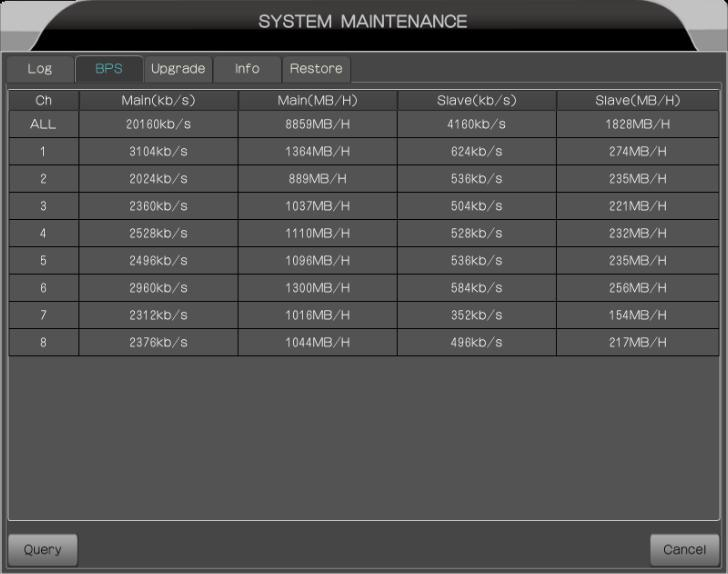 SYSTEM MAINTENANCE
Log BPS Upgrade Info Restore
Ch Main(kb/s) Main(MB/H) Slave(kb/s) Slave(MB/H)
ALL 20160kb/s 8859MB/H 4160kb/s 1828MB/H
1 3104kb/s 1364MB/H 624kb/s 274MB/H
2 2024kb/s 889MB/H 536kb/s 235MB/H
3 2360kb/s 1037MB/H 504kb/s 221MB/H
4 2528kb/s 1110MB/H 528kb/s 232MB/H
5 2496kb/s 1096MB/H 536kb/s 235MB/H
6 2960kb/s 1300MB/H 584kb/s 256MB/H
7 2312kb/s 1016MB/H 352kb/s 154MB/H
8 2376kb/s 1044MB/H 496kb/s 217MB/H
Query Cancel